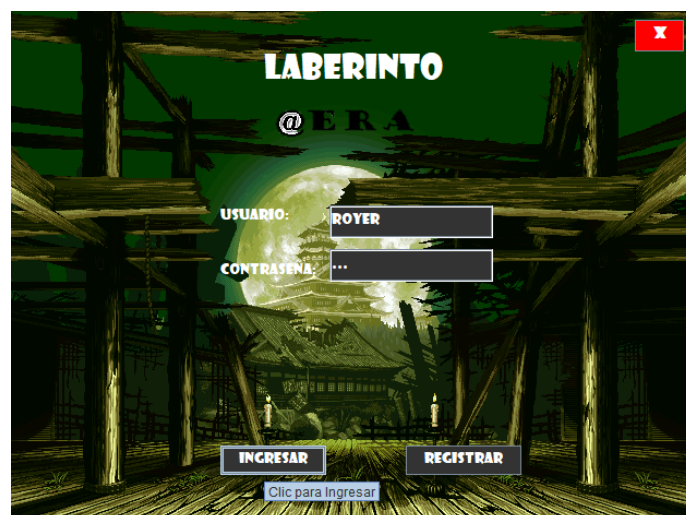 X
LABERINTO
@ERA
USUARIO:
ROYER
CONTRASEÑA:
...
INGRESAR
REGISTRAR
Clic para Ingresar